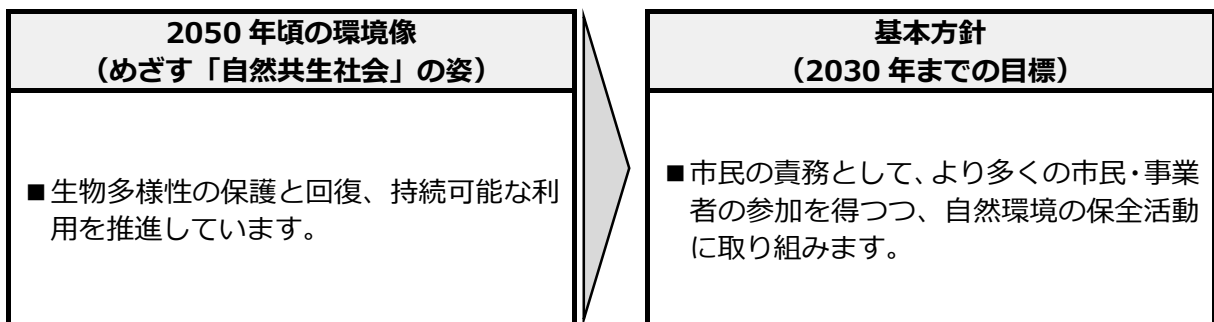 2050 年頃の環境像
（めざす「自然共生社会」の姿）
■生物多様性の保護と回復、持続可能な利
用を推進しています。
基本方針
（2030 年までの目標）
■市民の責務として、より多くの市民・事業
者の参加を得つつ、自然環境の保全活動
に取り組みます。